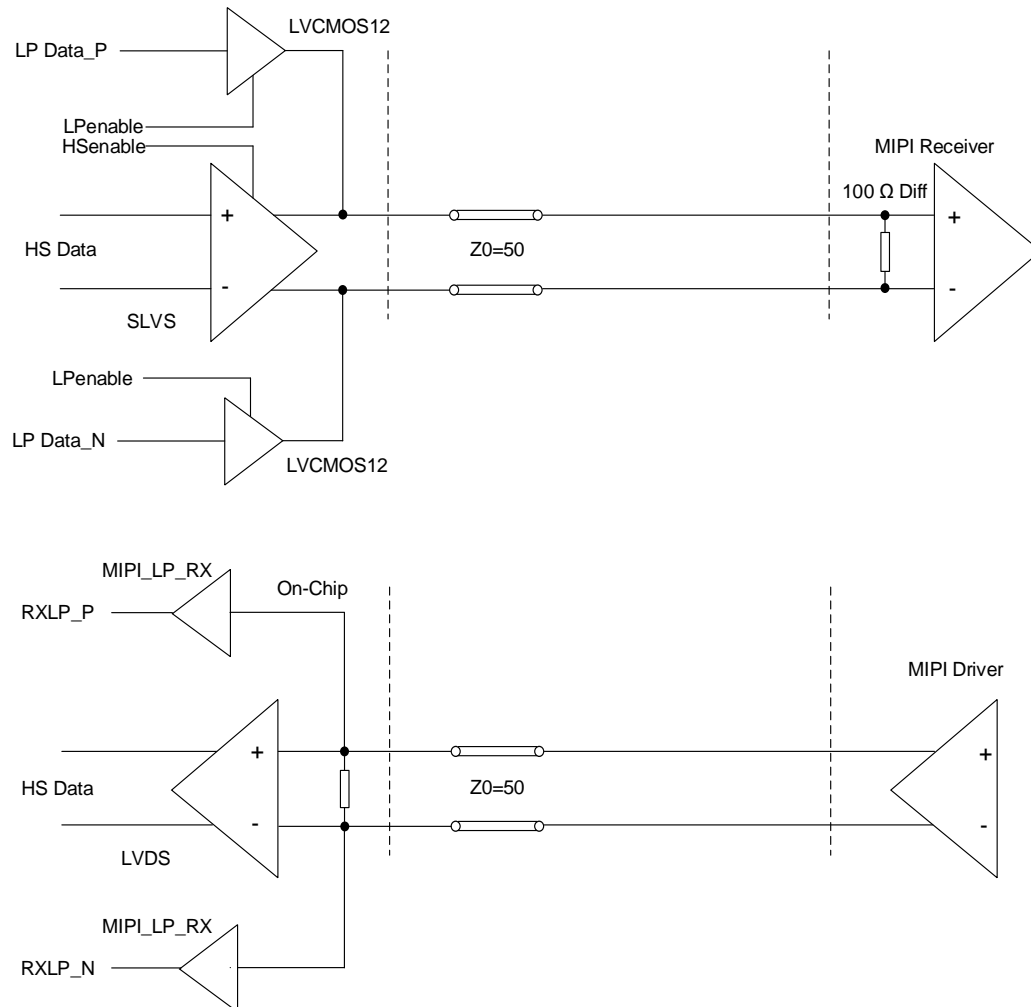 LVCMOS12
LP Data_P
LPenable
HSenable
MIPI Receiver
100 Ω Diff
+
+
HS Data
Z0=50
-
-
SLVS
LPenable
LP Data_N
LVCMOS12
MIPI_LP_RX
On-Chip
RXLP_P
MIPI Driver
+
+
HS Data
Z0=50
-
-
LVDS
MIPI_LP_RX
RXLP_N